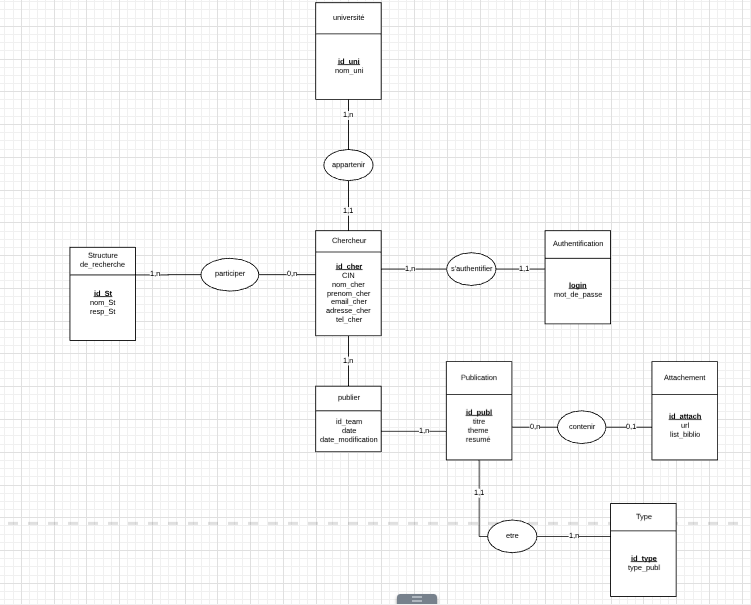 université
id_uni
nom_uni
1,n
appartenir
1,1
Structure
de_recherche
id_St
nom_St
resp_St
1,n
participer
0,n
Chercheur
id_cher
CIN
nom_cher
prenom_cher
email_cher
adresse_cher
tel_cher
1,n
s'authentifier
1,1
Authentification
login
mot_de_passe
1,n
publier
id_team
date
date_modification
1,n
Publication
id_publ
titre
theme
resumé
0,n
contenir
0,1
Attachement
id_attach
url
list_biblio
1,1
etre
1,n
Type
id_type
type_publ